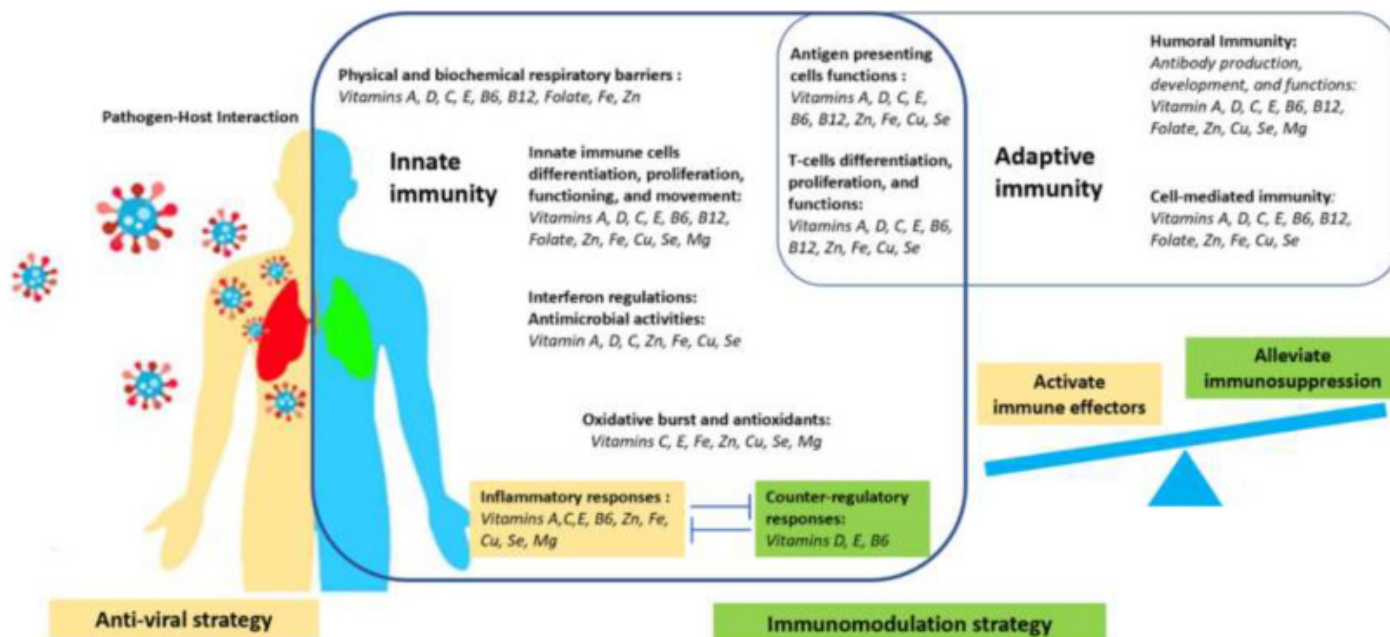 Pathogen-Host Interaction
Physical and biochemical respiratory barriers :
Vitamins A, D, C, E, B6, B12, Folate, Fe, Zn
Innate
immunity
Innate immune cells
differentiation, proliferation,
functioning, and movement:
Vitamins A, D, C, E, B6, B12,
Folate, Zn, Fe, Cu, Se, Mg
Interferon regulations:
Antimicrobial activities:
Vitamin A, D, C, Zn, Fe, Cu, Se
Oxidative burst and antioxidants:
Vitamins C, E, Fe, Zn, Cu, Se, Mg
Inflammatory responses :
Vitamins A,C,E, B6, Zn, Fe,
Cu, Se, Mg
Counter-regulatory
responses:
Vitamins D, E, B6
Antigen presenting
cells functions :
Vitamins A, D, C, E,
B6, B12, Zn, Fe, Cu, Se
T-cells differentiation,
proliferation, and
functions:
Vitamins A, D, C, E, B6,
B12, Zn, Fe, Cu, Se
Adaptive
immunity
Humoral Immunity:
Antibody production,
development, and functions:
Vitamin A, D, C, E, B6, B12,
Folate, Zn, Cu, Se, Mg
Cell-mediated immunity:
Vitamins A, D, C, E, B6, B12,
Folate, Zn, Fe, Cu, Se
Activate
immune effectors
Alleviate
immunosuppression
Anti-viral strategy
Immunomodulation strategy